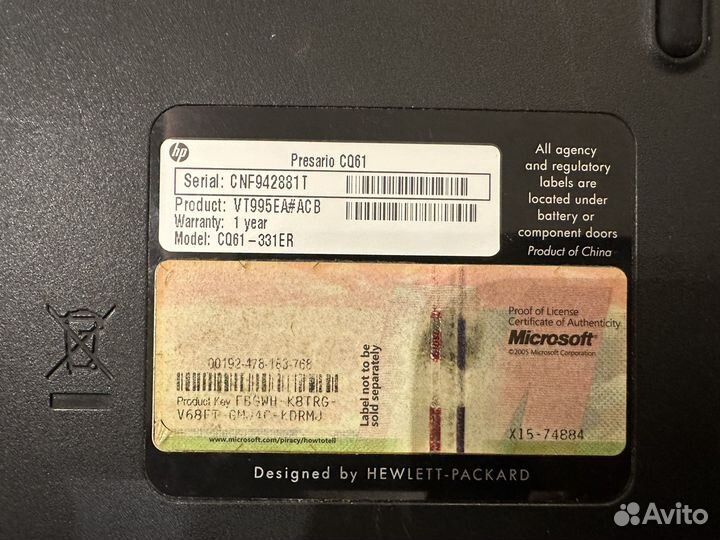 hp
Presario CQ61
Serial: CNF942881T
Product: VT995EA#ACB
Warranty: 1 year
Model: CQ61-331ER
All agency
and regulatory
labels are
located under
battery or
component doors
Product of China
00192-478-183-768
Product Key
www.microsoft.com/piracy/howtotell
Label not to be
sold separately
Proof of License
Certificate of Authenticity
Microsoft®
©2005 Microsoft Corporation
X15-74884
Designed by HEWLETT-PACKARD
Avito